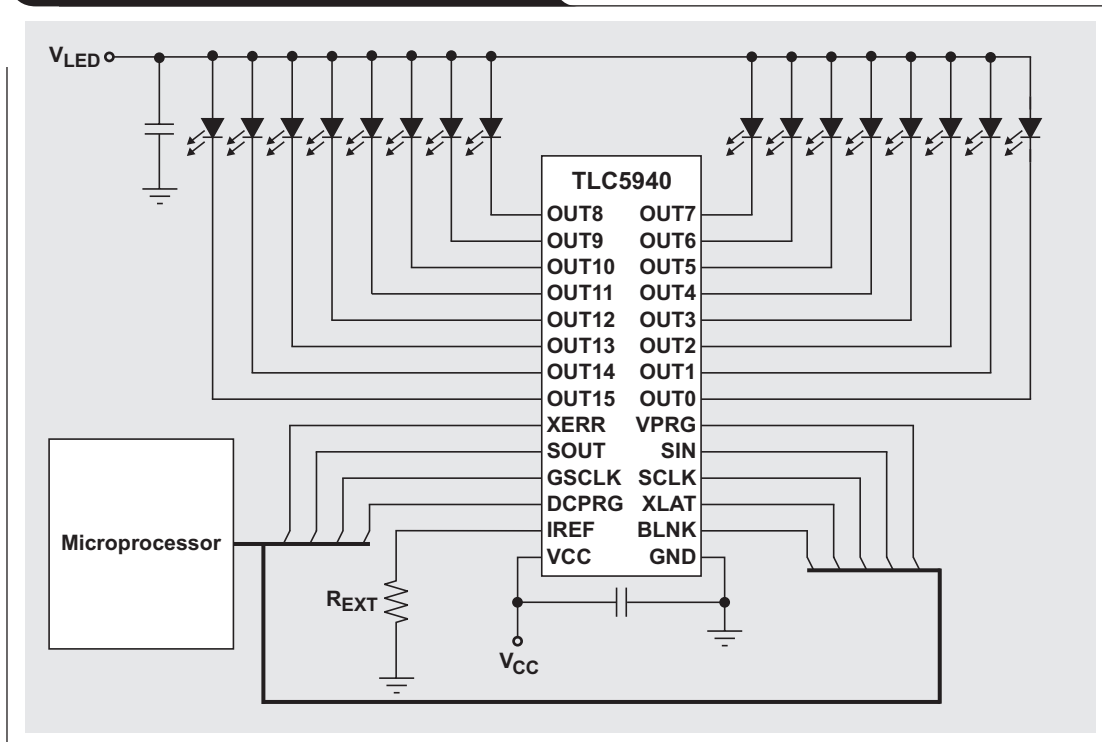 VLED
TLC5940
OUT8 OUT7
OUT9 OUT6
OUT10 OUT5
OUT11 OUT4
OUT12 OUT3
OUT13 OUT2
OUT14 OUT1
OUT15 OUT0
XERR VPRG
SOUT SIN
GSCLK SCLK
DCPRG XLAT
IREF BLNK
VCC GND
Microprocessor
REXT
VCC